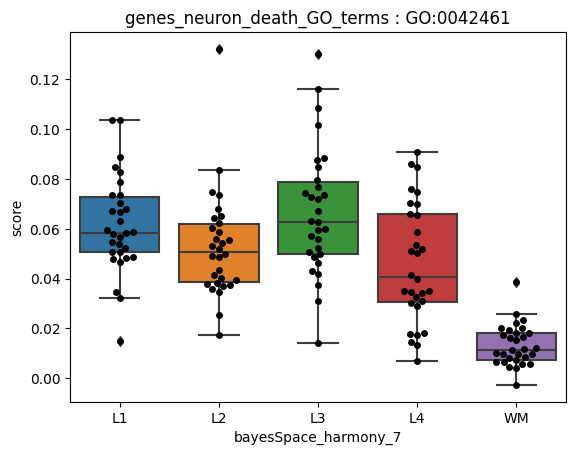 genes_neuron_death_GO_terms : GO:0042461
score
0.12
0.10
0.08
0.06
0.04
0.02
0.00
L1 L2 L3 L4 WM
bayesSpace_harmony_7